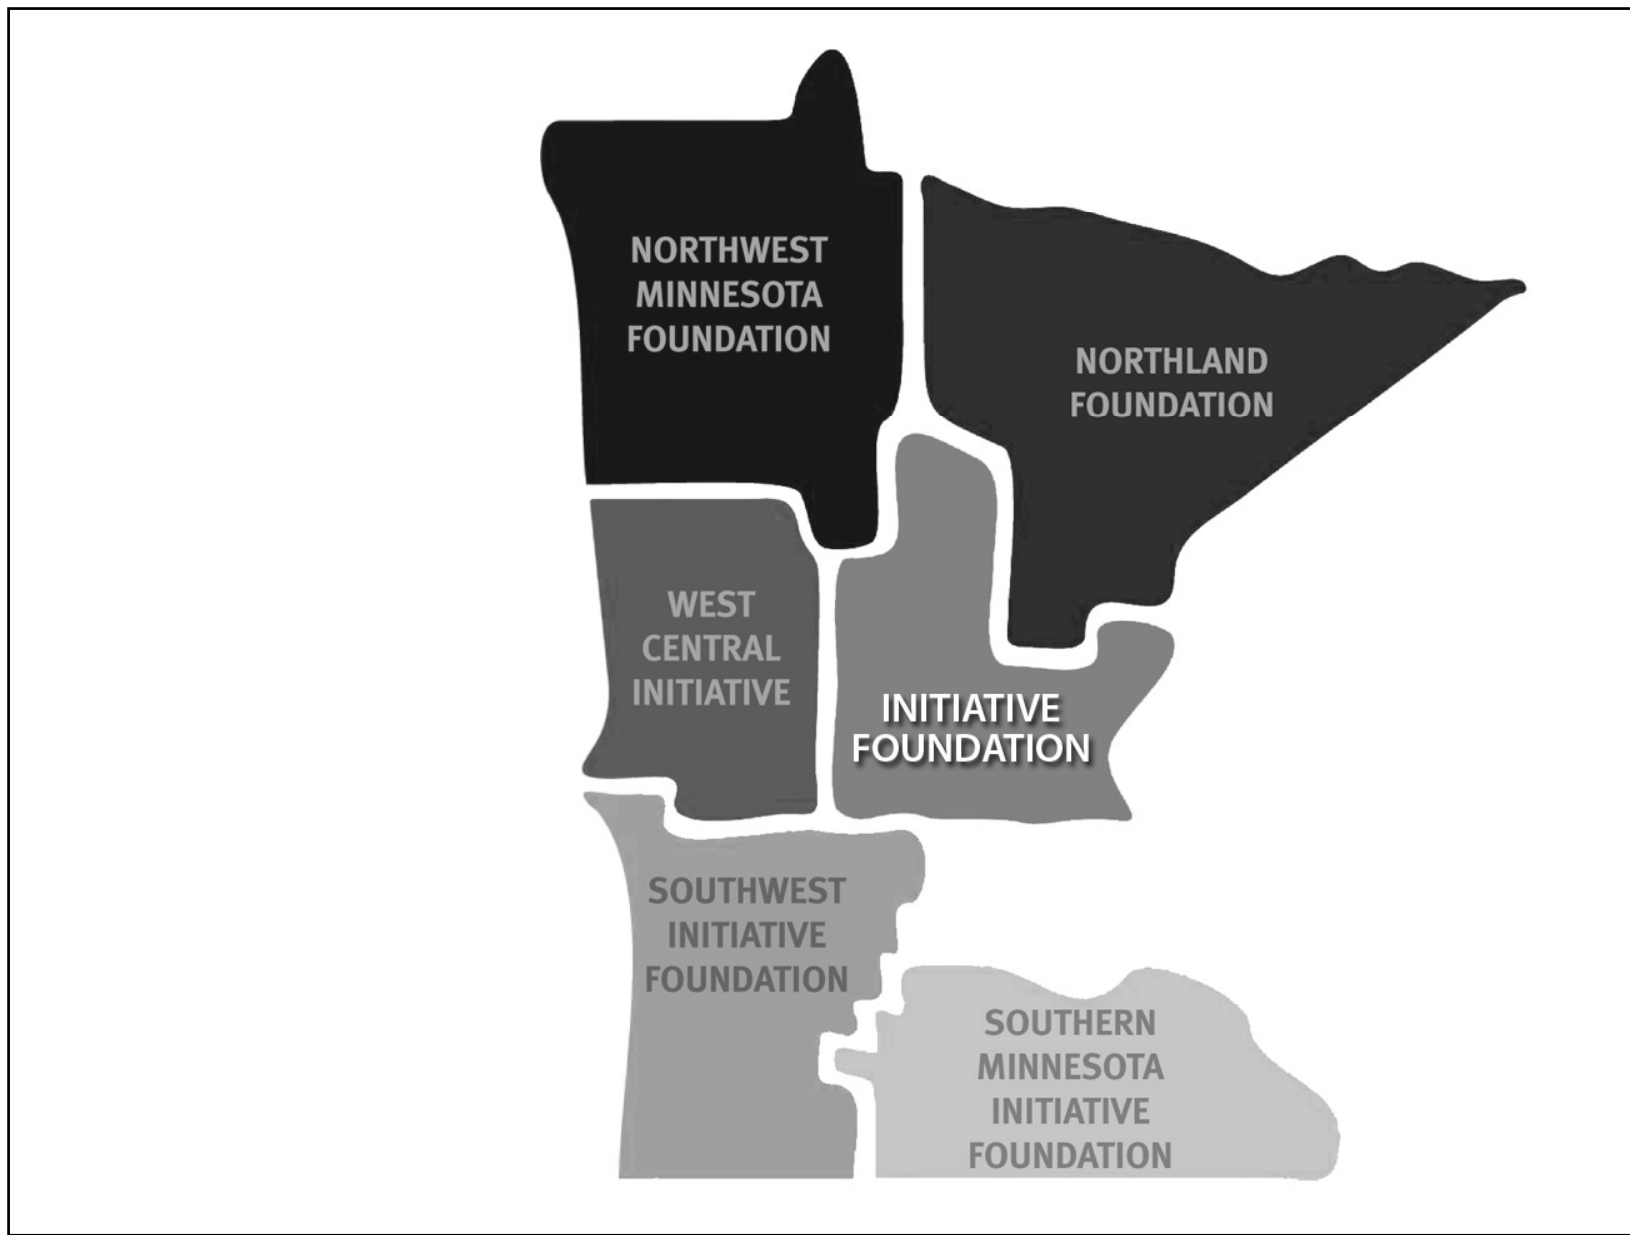 NORTHWEST
MINNESOTA
FOUNDATION
NORTHLAND
FOUNDATION
WEST
CENTRAL
INITIATIVE
INITIATIVE
FOUNDATION
SOUTHWEST
INITIATIVE
FOUNDATION
SOUTHERN
MINNESOTA
INITIATIVE
FOUNDATION